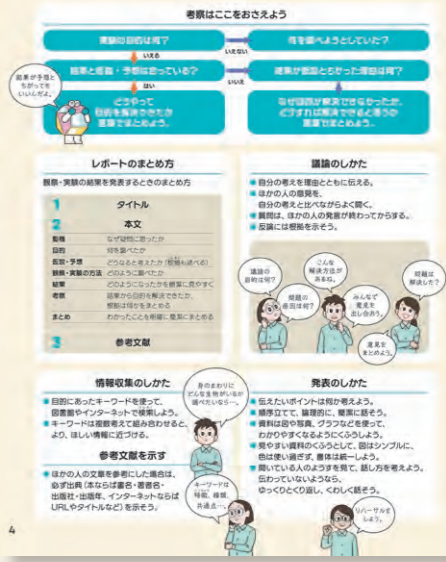 考察はここをおさえよう
実験の目的は何？
何を調べようとしていた？
いえる
いえない
結果と仮説・予想は合っている？
結果が仮説とちがった理由は何？
はい
いいえ
結果が予想と
ちがっても
いいんだよ。
どうやって
目的を解決できたか
言葉でまとめよう。
なぜ疑問が解決できなかったか、
どうすれば解決できると思うか
言葉でまとめよう。
レポートのまとめ方
観察・実験の結果を発表するときのまとめ方
1 タイトル
2 本文
動機 なぜ疑問に思ったか
目的 何を調べたか
仮説・予想 どうなると考えたか（根拠も述べる）
観察・実験の方法 どのように調べたか
結果 どのようになったかを簡潔に見やすく
考察 結果から目的を解決できたか、
根拠は何かをまとめる
まとめ わかったことを明確に簡潔にまとめる
3 参考文献
議論のしかた
自分の考えを理由とともに伝える。
ほかの人の意見を、
自分の考えと比べながらよく聞く。
質問は、ほかの人の発言が終わってからする。
反論には根拠を示そう。
議論の
目的は何？
問題の
原因は何？
こんな
解決方法が
あるね。
みんなで
意見を
出し合おう。
問題は
解決した？
意見を
まとめよう。
情報収集のしかた
目的にあったキーワードを使って、
図書館やインターネットで検索しよう。
キーワードは複数考えて組み合わせると、
より、ほしい情報に近づける。
身のまわりに
どんな生物がいるか
調べたいなら…。
参考文献を示す
ほかの人の文章を参考にした場合は、
必ず出典（本ならば書名・著者名・
出版社・出版年、インターネットならば
URLやタイトルなど）を示そう。
キーワードは
特徴、種類、
共通点…。
発表のしかた
伝えたいポイントは何か考えよう。
順序立てて、論理的に、簡潔に話そう。
資料は図や写真、グラフなどを使って、
わかりやすくなるようにくふうしよう。
見やすい資料のくふうとして、図はシンプルに、
色は使い過ぎず、書体は統一しよう。
聞いている人のようすを見て、話し方を考えよう。
伝わっていないようなら、
ゆっくりとくり返し、くわしく話そう。
リハーサルを
しよう。
4